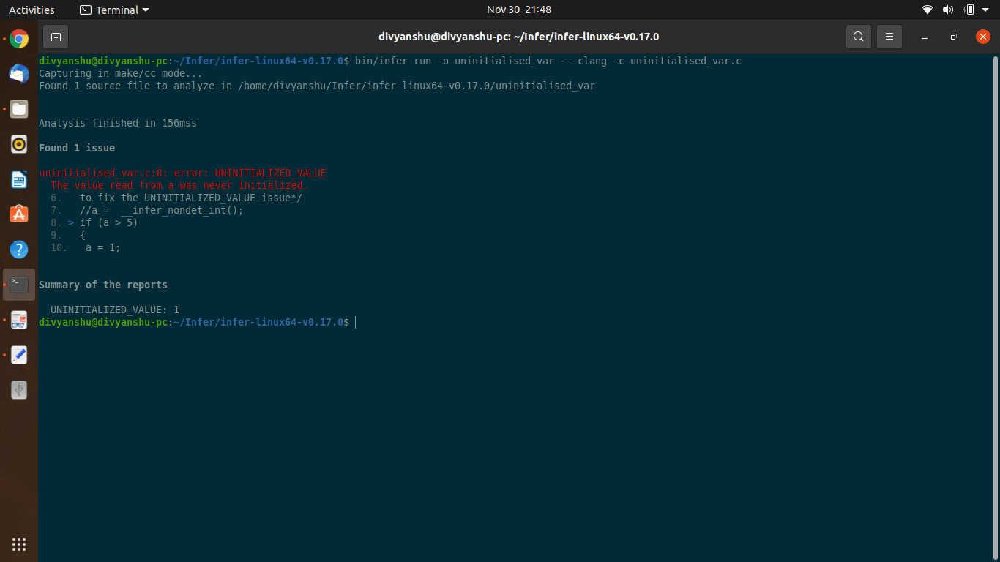 Activities
Terminal
Nov 30 21:48
divyanshu@divyanshu-pc: ~/Infer/infer-linux64-v0.17.0
divyanshu@divyanshu-pc:~/Infer/infer-linux64-v0.17.0$ bin/infer run -o uninitialised_var -- clang -c uninitialised_var.c
Capturing in make/cc mode...
Found 1 source file to analyze in /home/divyanshu/Infer/infer-linux64-v0.17.0/uninitialised_var
Analysis finished in 156mss
Found 1 issue
uninitialised_var.c:8: error: UNINITIALIZED_VALUE
The value read from a was never initialized.
6. to fix the UNINITIALIZED_VALUE issue*/
7. //a =  __infer_nondet_int();
8. > if (a > 5)
9. {
10. a = 1;
Summary of the reports
UNINITIALIZED_VALUE: 1
divyanshu@divyanshu-pc:~/Infer/infer-linux64-v0.17.0$